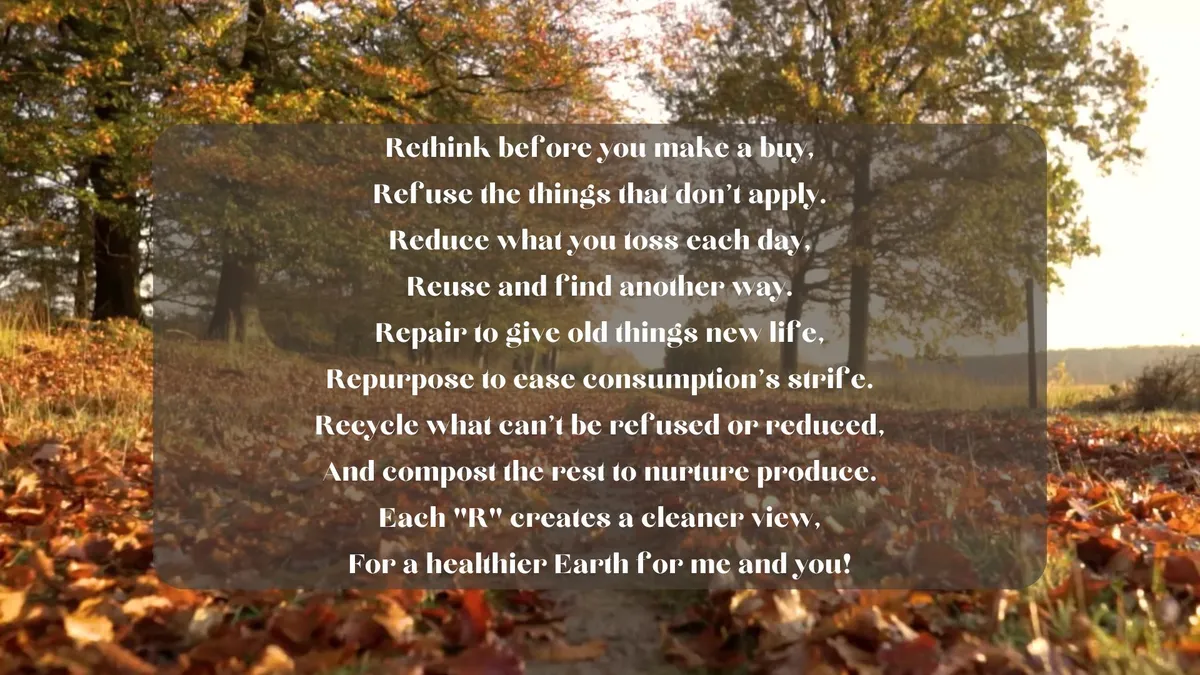 Rethink before you make a buy,
Refuse the things that don't apply.
Reduce what you toss each day,
Reuse and find another way.
Repair to give old things new life,
Repurpose to ease consumption's strife.
Recycle what can't be refused or reduced,
And compost the rest to nurture produce.
Each "R" creates a cleaner view,
For a healthier Earth for me and you!